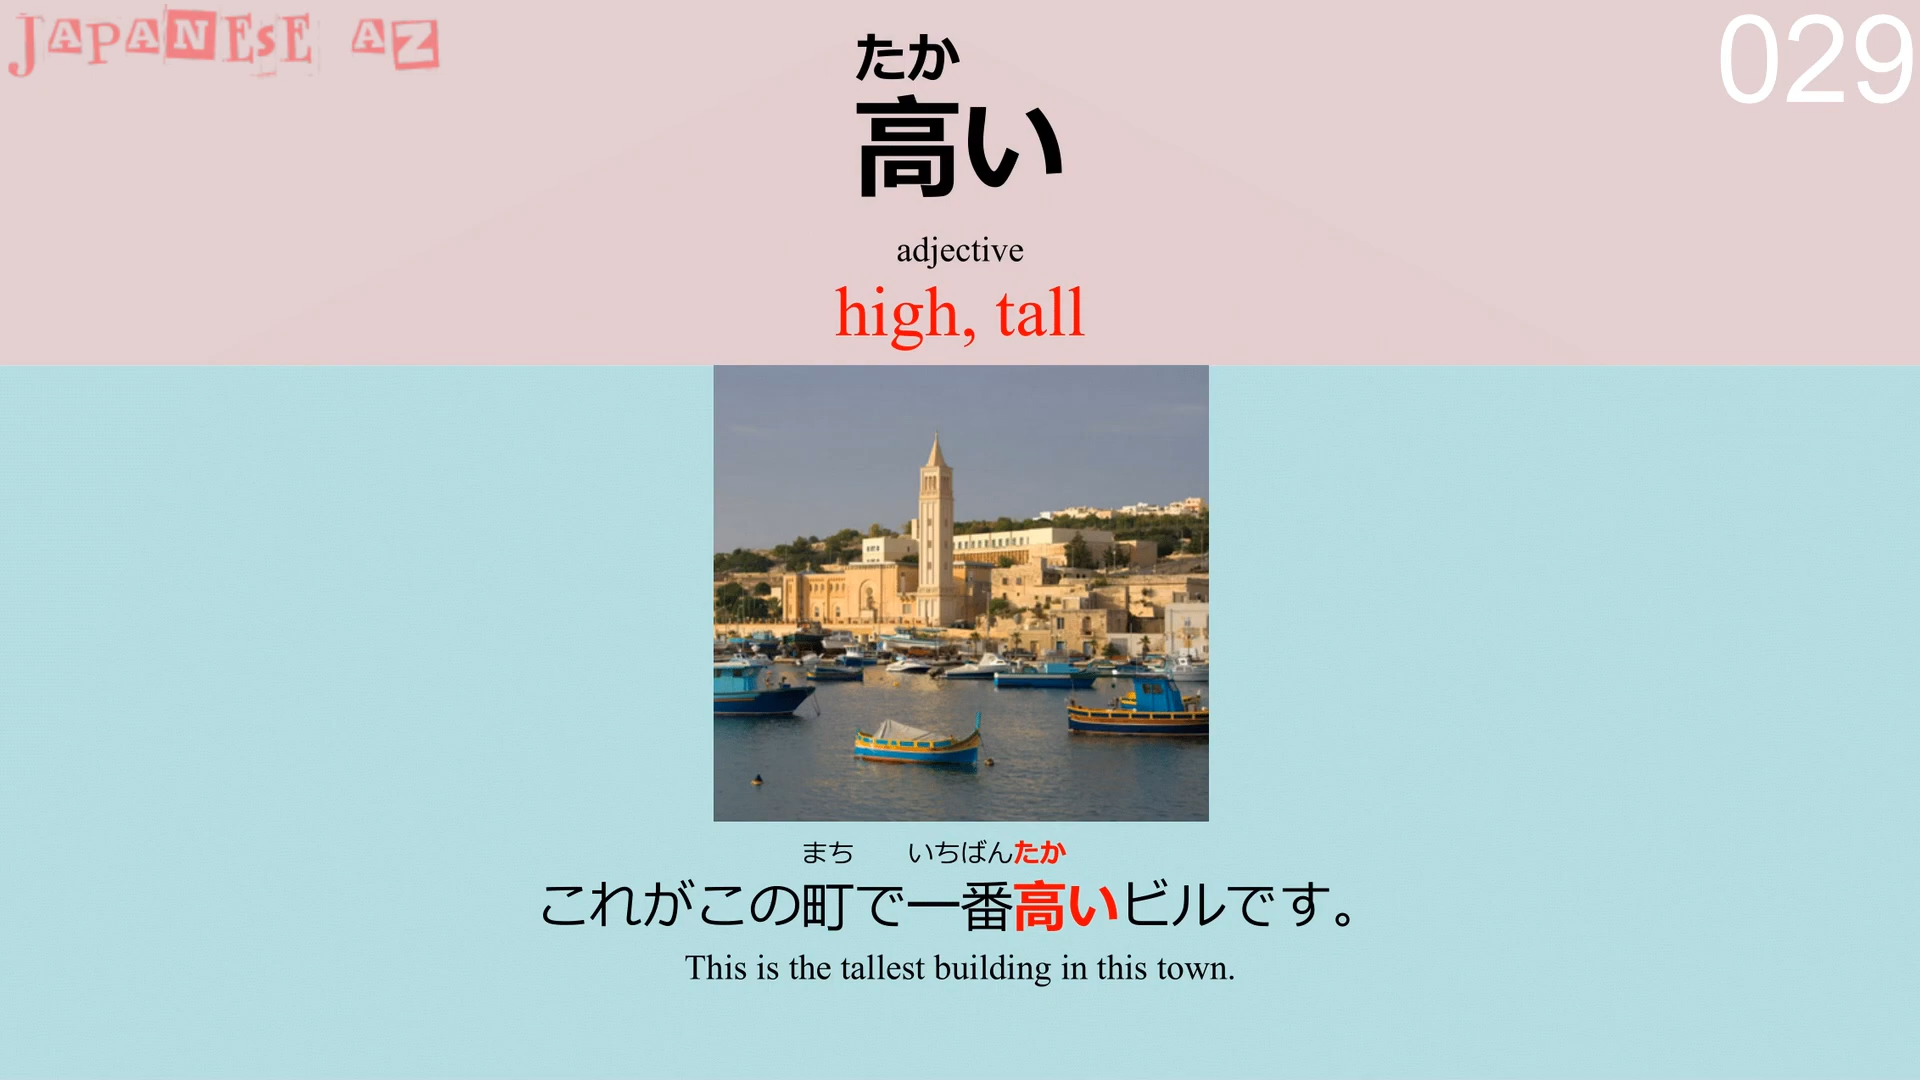 JAPANESE AZ
029
たか
高い
adjective
high, tall
まち いちばんたか
これがこの町で一番高いビルです。
This is the tallest building in this town.